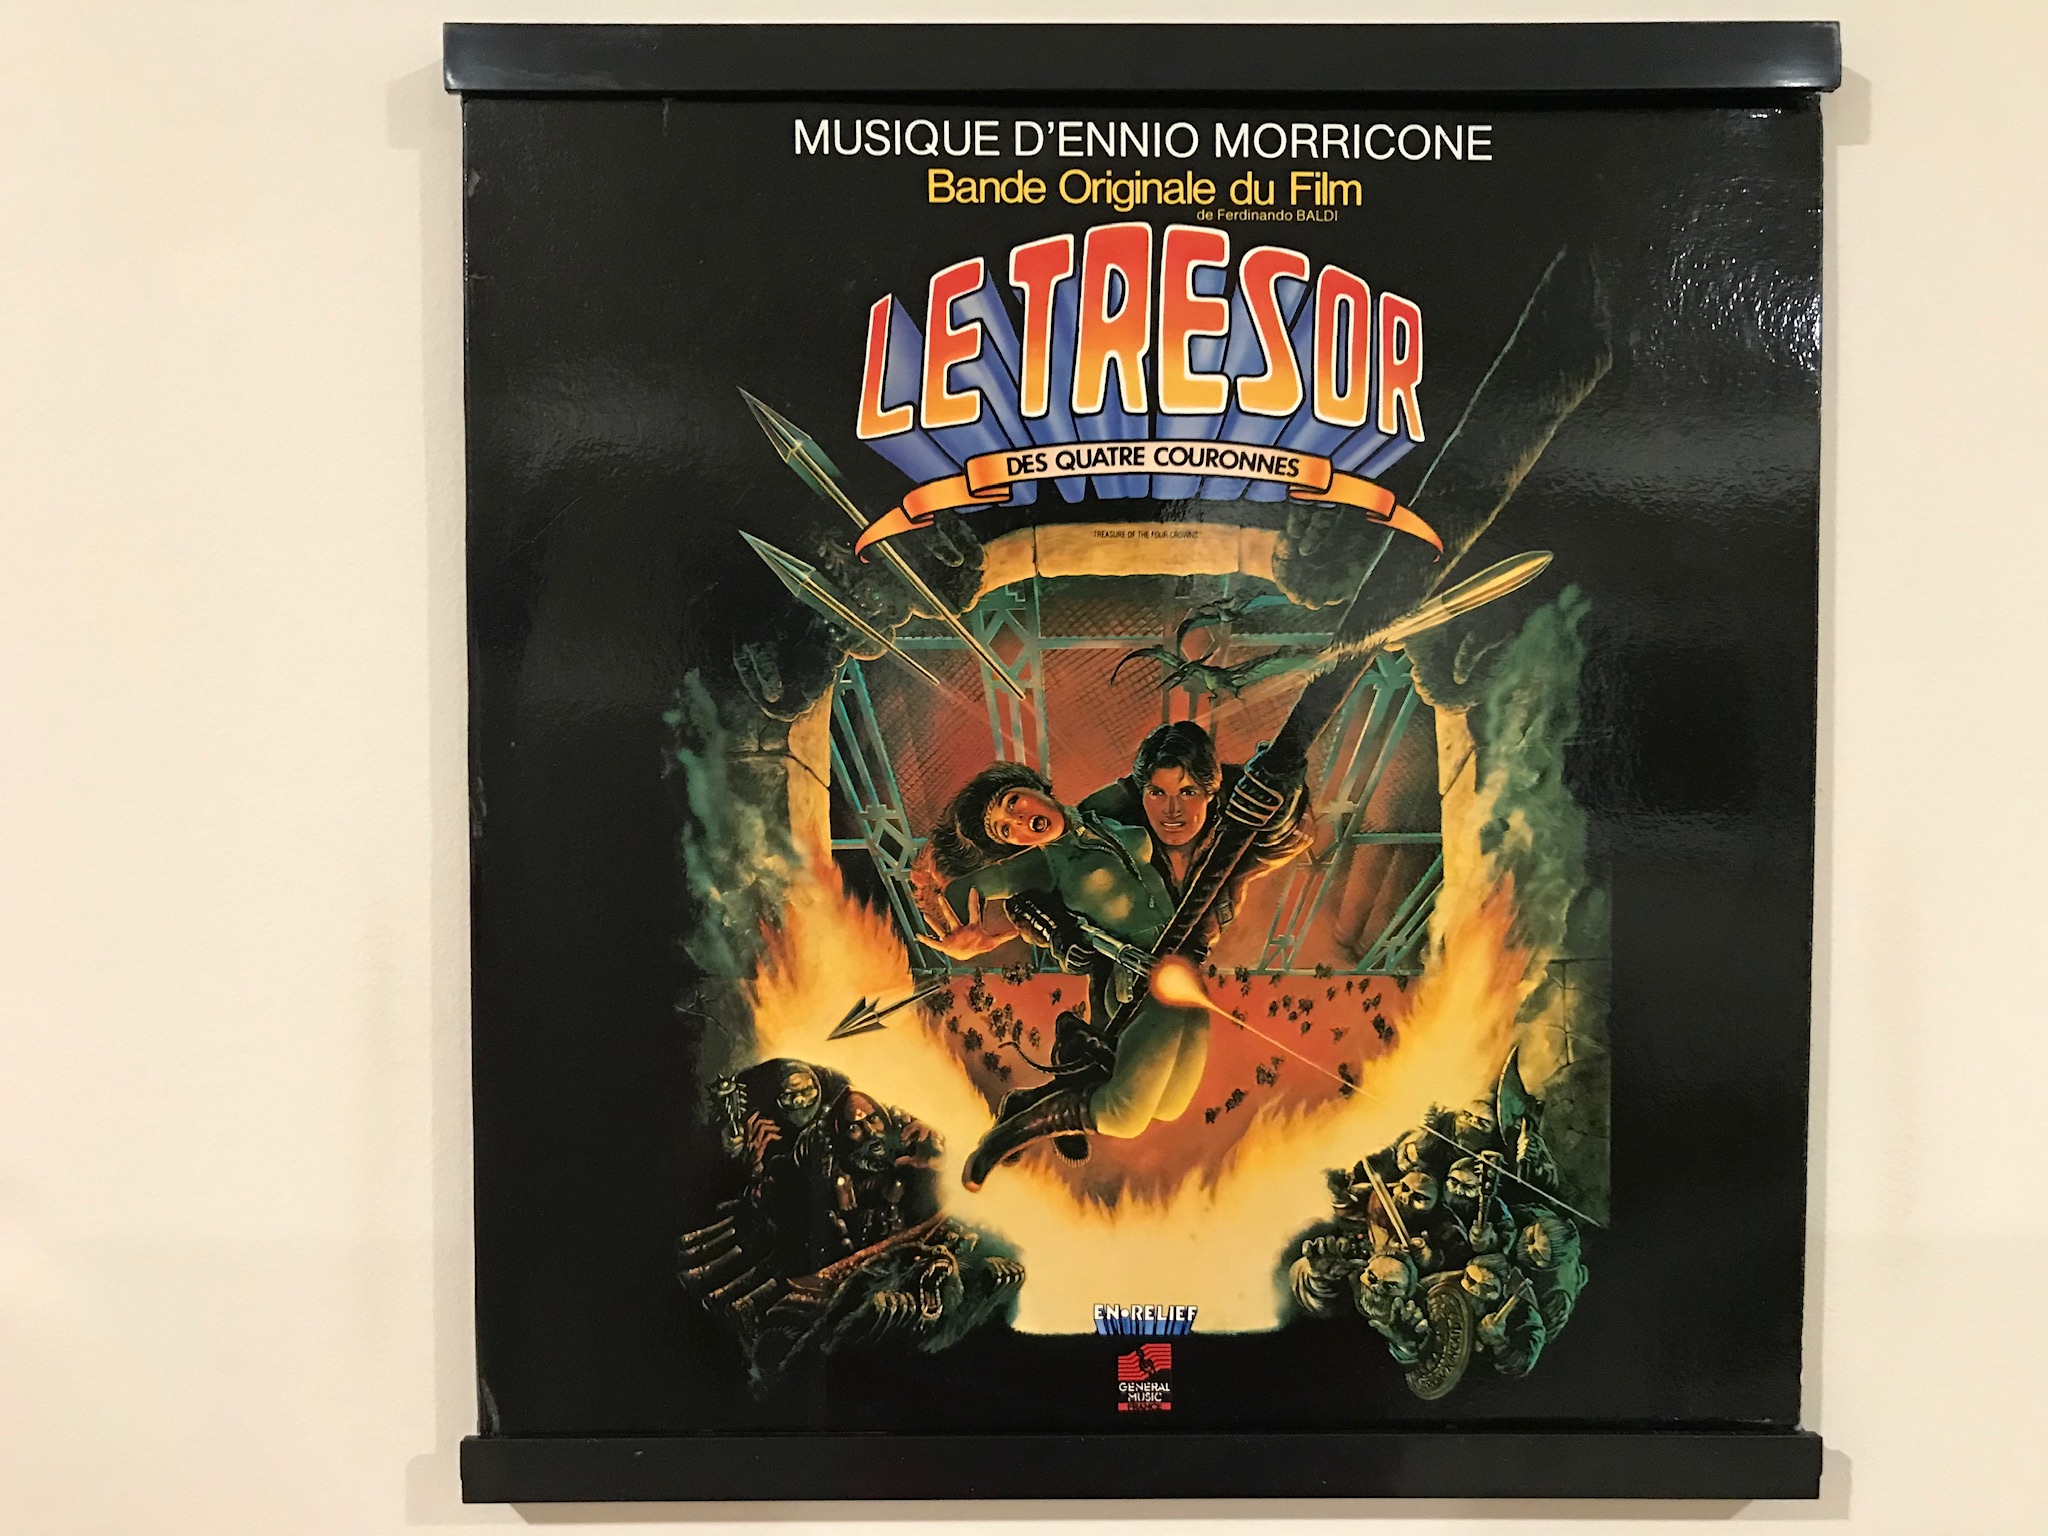 MUSIQUE D'ENNIO MORRICONE
Bande Originale du Film
de Ferdinando BALDI
LE TRESOR
DES QUATRE COURONNES
"TREASURE OF THE FOUR CROWNS"
EN•RELIEF
GENERAL
MUSIC
FRANCE